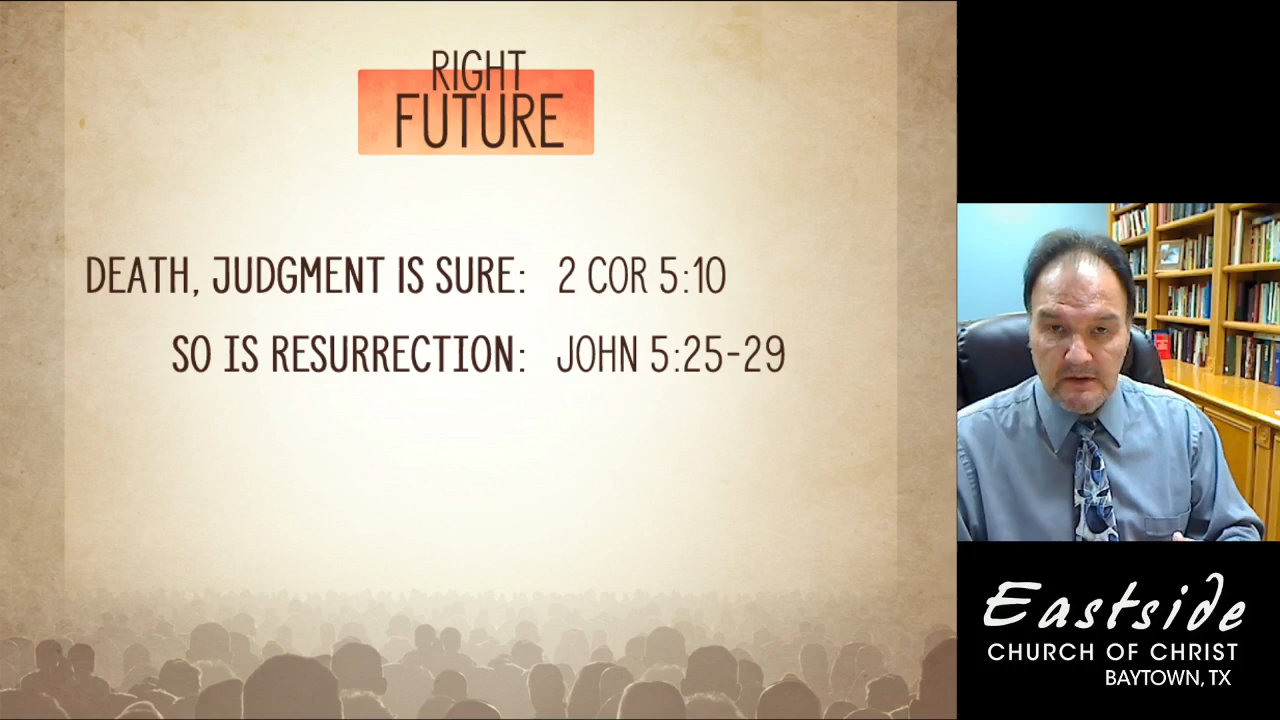 RIGHT
FUTURE
DEATH, JUDGMENT IS SURE: 2 COR 5:10
SO IS RESURRECTION: JOHN 5:25-29
Eastside
CHURCH OF CHRIST
BAYTOWN, TX